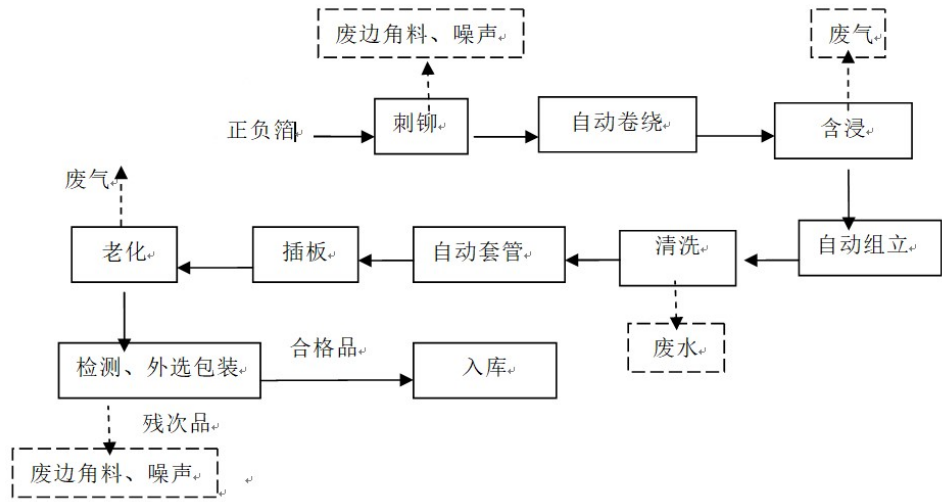 废边角料、噪声
废气
正负箔
刺铆
自动卷绕
含浸
废气
老化
插板
自动套管
清洗
自动组立
废水
检测、外选包装
合格品
入库
残次品
废边角料、噪声